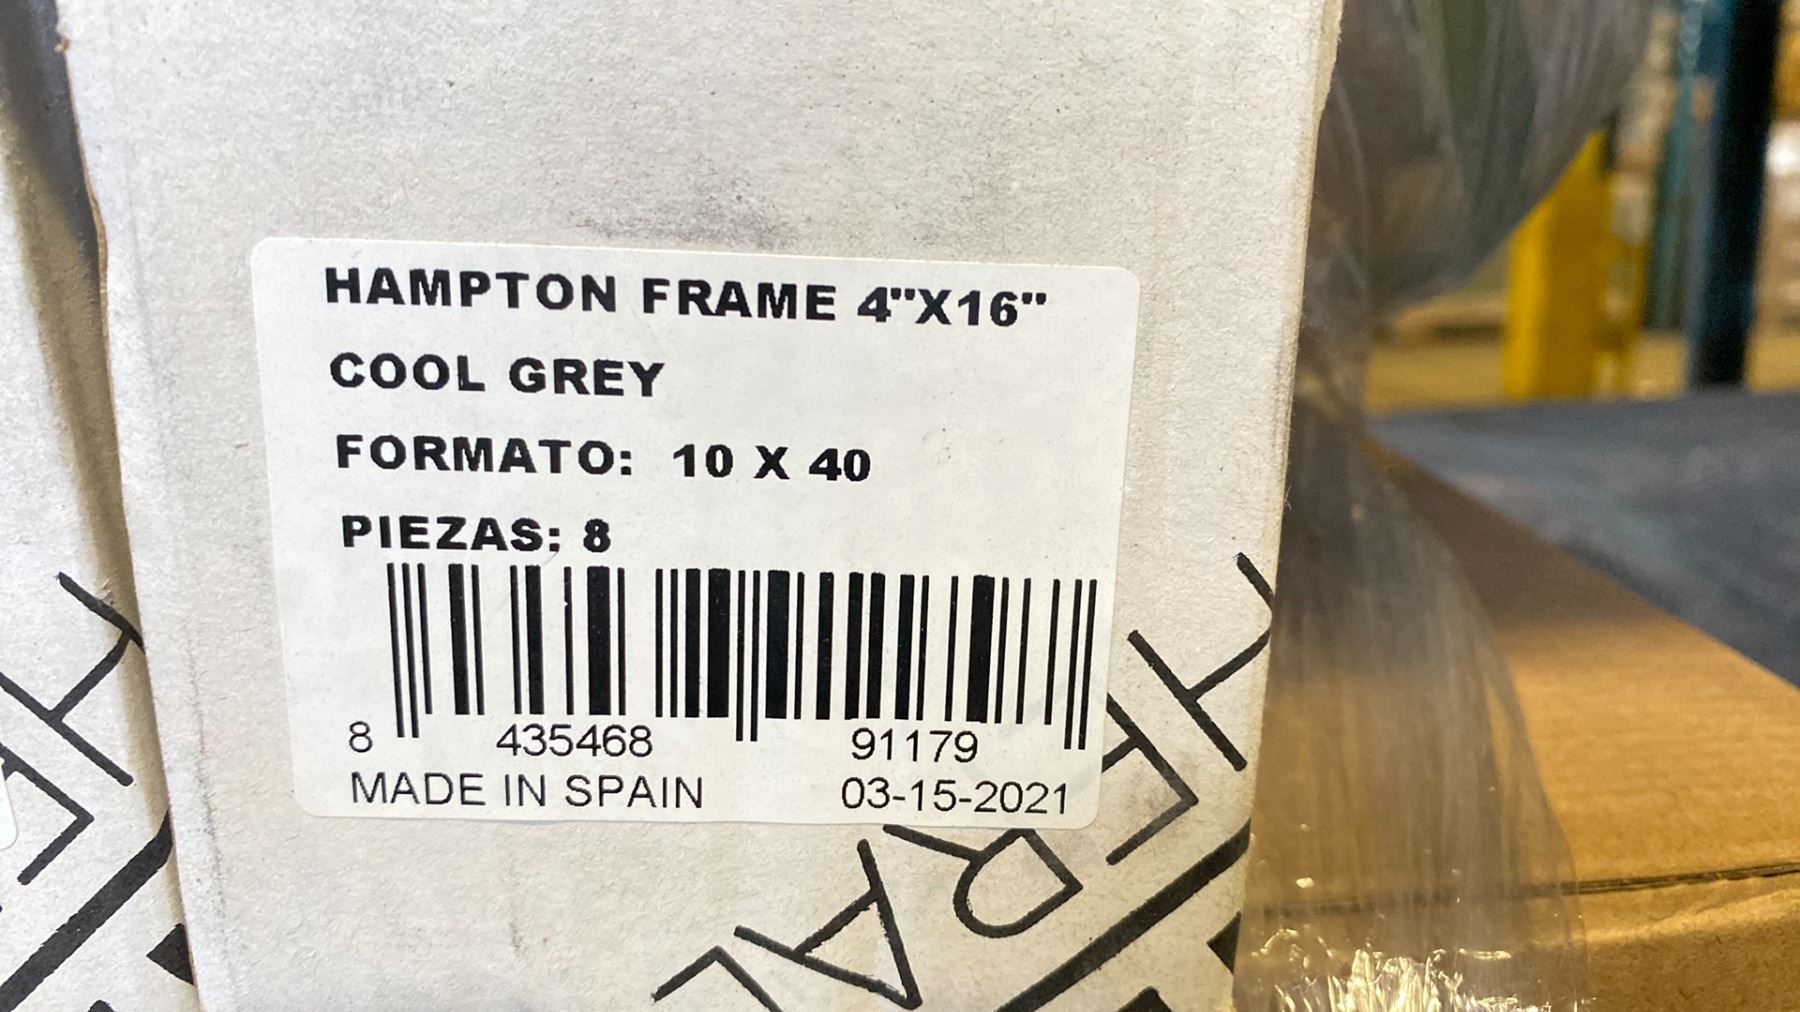 HAMPTON FRAME 4"X16"
COOL GREY
FORMATO: 10 X 40
PIEZAS: 8
8 435468 91179
MADE IN SPAIN 03-15-2021